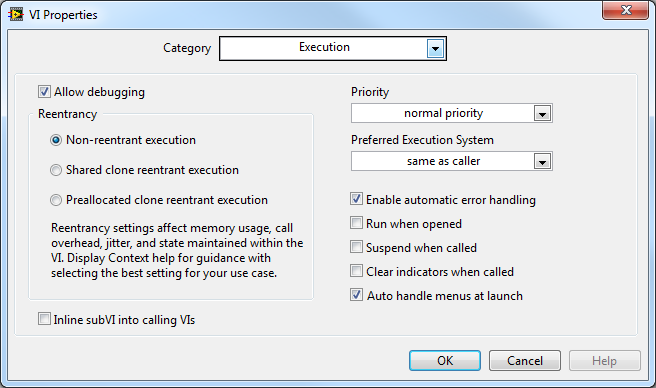 VI Properties
Category
Execution
Allow debugging
Reentrancy
Non-reentrant execution
Shared clone reentrant execution
Preallocated clone reentrant execution
Reentrancy settings affect memory usage, call
overhead, jitter, and state maintained within the
VI. Display Context help for guidance with
selecting the best setting for your use case.
Inline subVI into calling VIs
Priority
normal priority
Preferred Execution System
same as caller
Enable automatic error handling
Run when opened
Suspend when called
Clear indicators when called
Auto handle menus at launch
OK
Cancel
Help